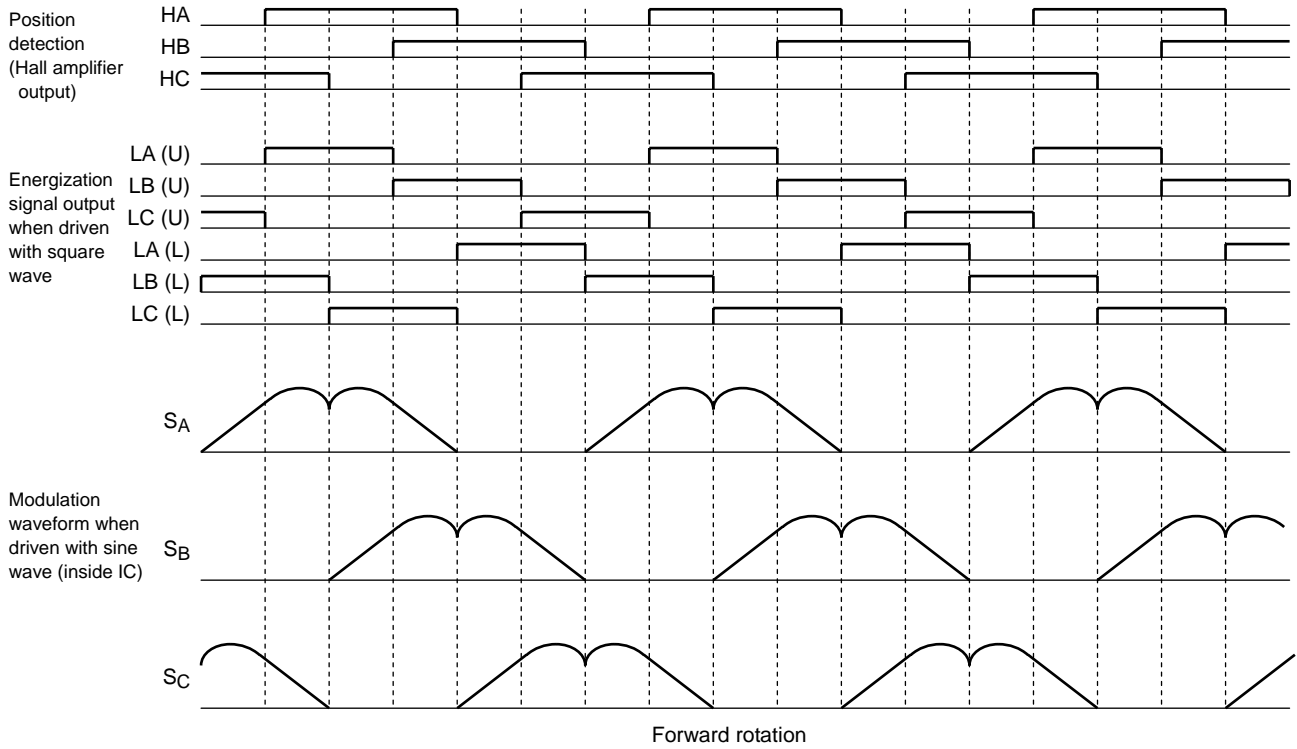 Position
detection
(Hall amplifier
output)
HA
HB
HC
Energization
signal output
when driven
with square
wave
LA (U)
LB (U)
LC (U)
LA (L)
LB (L)
LC (L)
Modulation
waveform when
driven with sine
wave (inside IC)
SA
SB
SC
Forward rotation